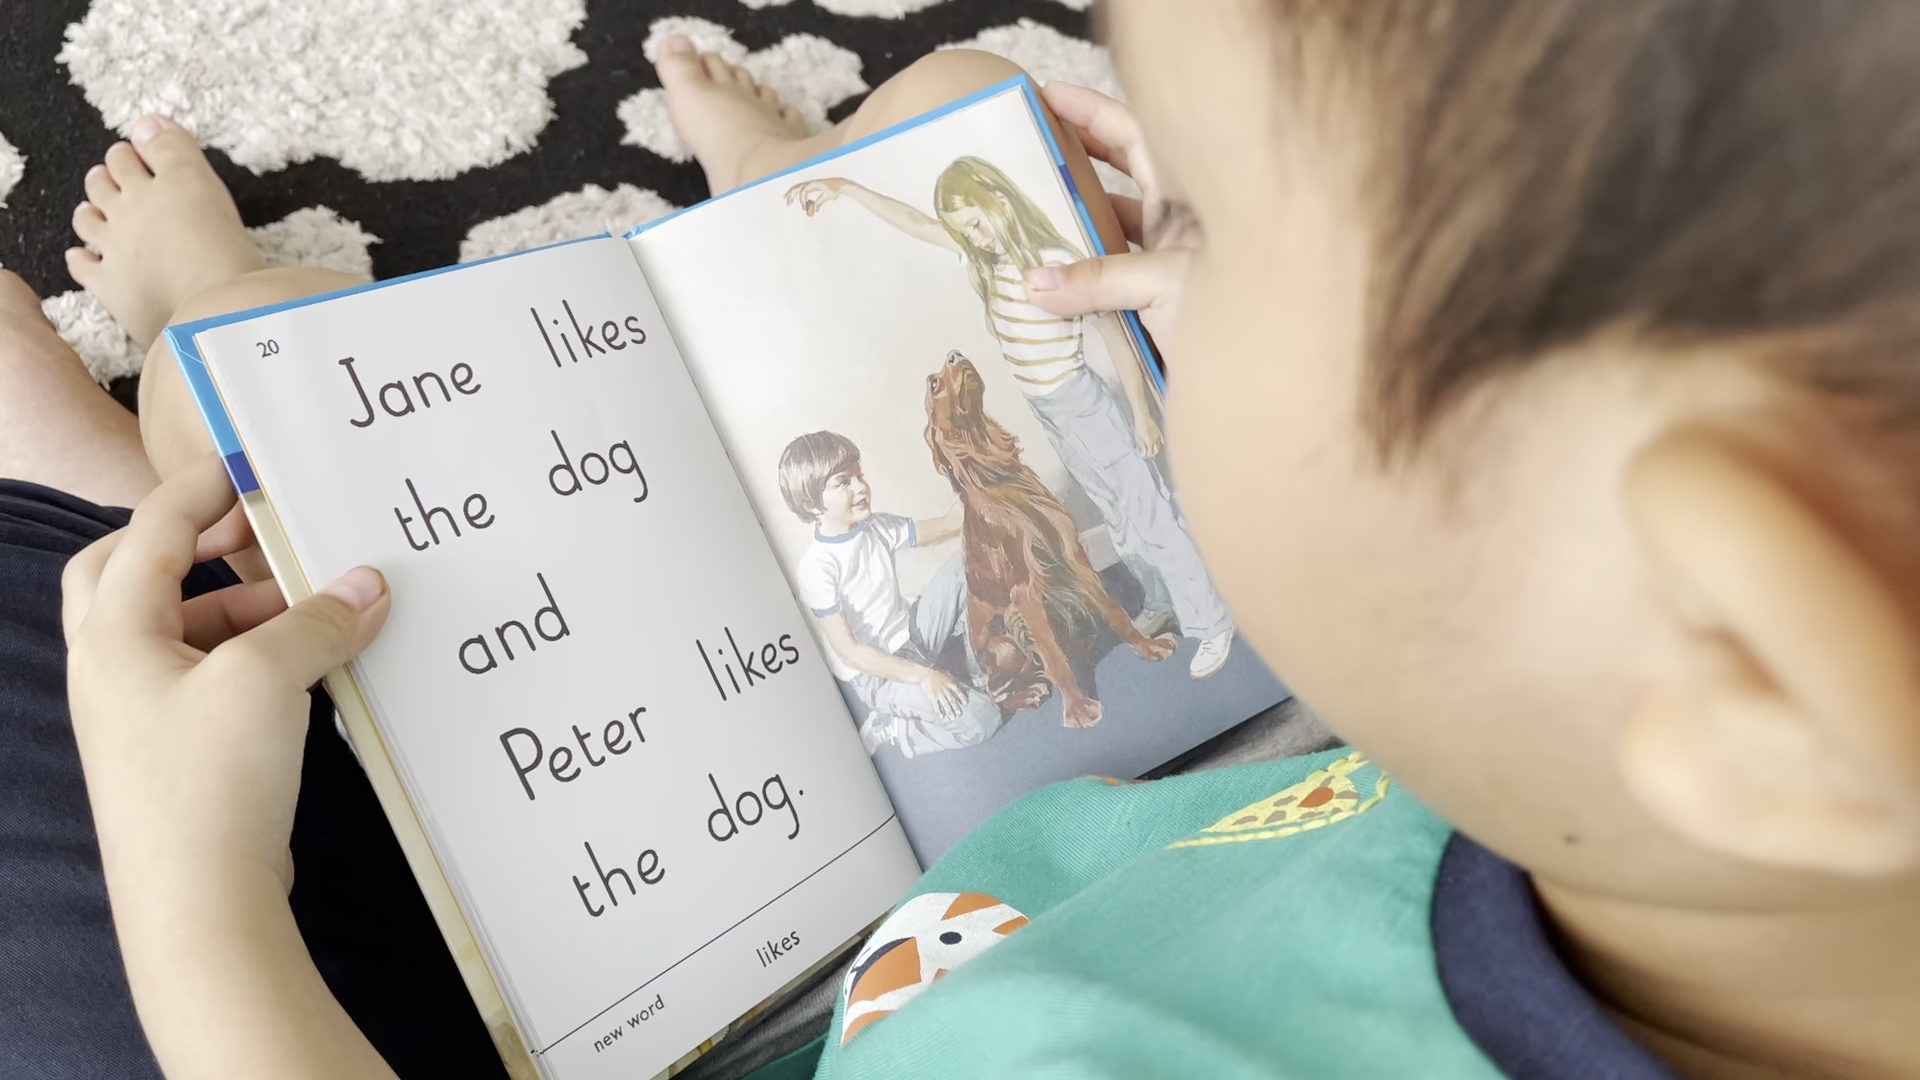 20
Jane likes
the dog
and
Peter likes
the dog.
new word likes